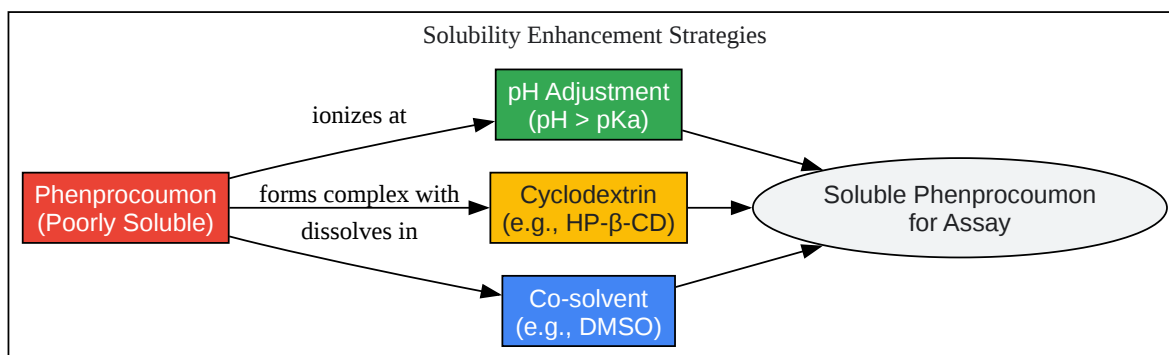 Solubility Enhancement Strategies
pH Adjustment
(pH > pKa)
ionizes at
Phenprocoumon
(Poorly Soluble)
forms complex with
Cyclodextrin
(e.g., HP-β-CD)
Soluble Phenprocoumon
for Assay
dissolves in
Co-solvent
(e.g., DMSO)